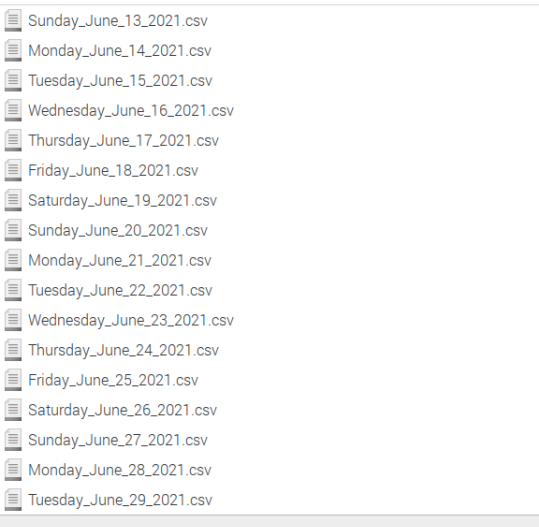 Sunday_June_13_2021.csv
Monday_June_14_2021.csv
Tuesday_June_15_2021.csv
Wednesday_June_16_2021.csv
Thursday_June_17_2021.csv
Friday_June_18_2021.csv
Saturday_June_19_2021.csv
Sunday_June_20_2021.csv
Monday_June_21_2021.csv
Tuesday_June_22_2021.csv
Wednesday_June_23_2021.csv
Thursday_June_24_2021.csv
Friday_June_25_2021.csv
Saturday_June_26_2021.csv
Sunday_June_27_2021.csv
Monday_June_28_2021.csv
Tuesday_June_29_2021.csv